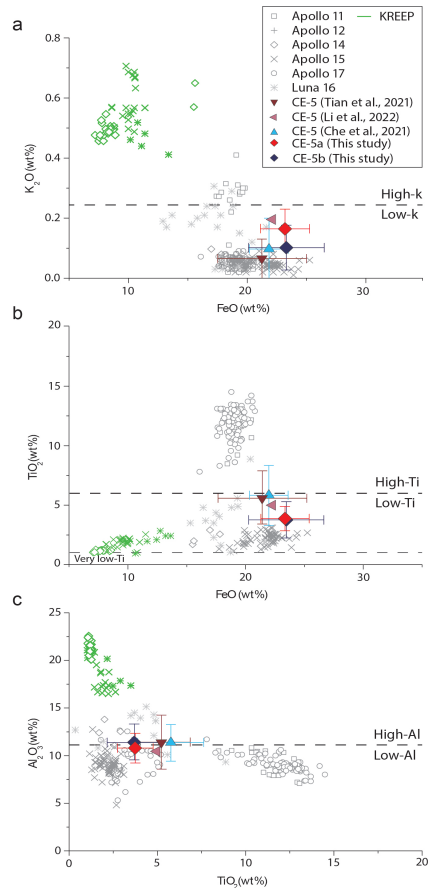 a
Apollo 11
Apollo 12
Apollo 14
Apollo 15
Apollo 17
Luna 16
CE-5 (Tian et al., 2021)
CE-5 (Li et al., 2022)
CE-5 (Che et al., 2021)
CE-5a (This study)
CE-5b (This study)
KREEP
0.8
0.6
0.4
0.2
0.0
K2O (wt%)
High-k
Low-k
10
20
30
FeO (wt%)
b
20
15
10
5
0
TiO2(wt%)
High-Ti
Low-Ti
Very low-Ti
10
20
30
FeO (wt%)
c
25
20
15
10
5
0
Al2O3(wt%)
High-Al
Low-Al
0
5
10
15
20
TiO2(wt%)